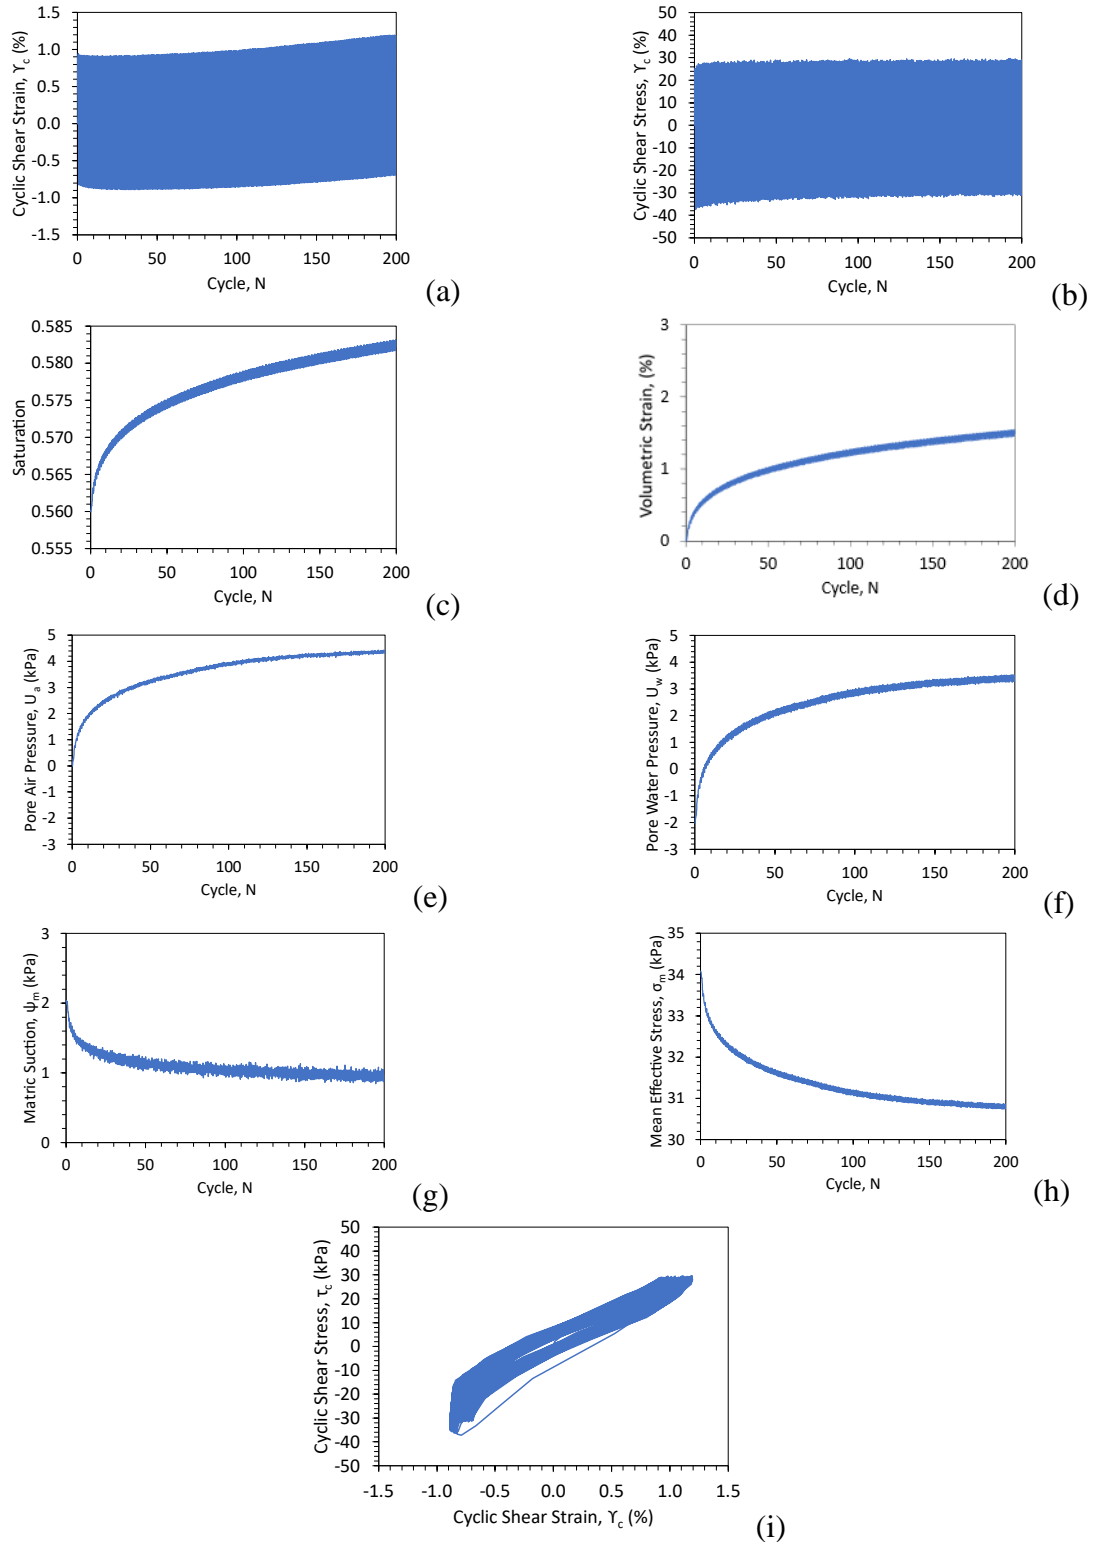 1.5
1.0
0.5
0.0
-0.5
-1.0
-1.5
Cyclic Shear Strain, ϒc (%)
0 50 100 150 200
Cycle, N
(a)
50
40
30
20
10
0
-10
-20
-30
-40
-50
Cyclic Shear Stress, ϒc (%)
0 50 100 150 200
Cycle, N
(b)
0.585
0.580
0.575
0.570
0.565
0.560
0.555
Saturation
0 50 100 150 200
Cycle, N
(c)
3
2
1
0
Volumetric Strain, (%)
0 50 100 150 200
Cycle, N
(d)
5
4
3
2
1
0
-1
-2
-3
Pore Air Pressure, Ua (kPa)
0 50 100 150 200
Cycle, N
(e)
5
4
3
2
1
0
-1
-2
-3
Pore Water Pressure, Uw (kPa)
0 50 100 150 200
Cycle, N
(f)
3
2
1
0
Matric Suction, ψm (kPa)
0 50 100 150 200
Cycle, N
(g)
35
34
33
32
31
30
Mean Effective Stress, σm (kPa)
0 50 100 150 200
Cycle, N
(h)
50
40
30
20
10
0
-10
-20
-30
-40
-50
Cyclic Shear Stress, τc (kPa)
-1.5 -1.0 -0.5 0.0 0.5 1.0 1.5
Cyclic Shear Strain, ϒc (%)
(i)